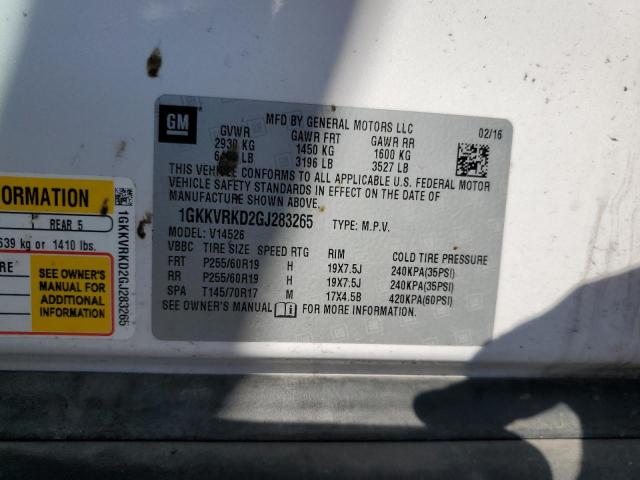 GM
MFD BY GENERAL MOTORS LLC 02/16
GVWR GAWR FRT GAWR RR
2930 KG 1450 KG 1600 KG
LB 3196 LB 3527 LB
THIS VEHICLE CONFORMS TO ALL APPLICABLE U.S. FEDERAL MOTOR
VEHICLE SAFETY STANDARDS IN EFFECT ON THE DATE OF
MANUFACTURE SHOWN ABOVE.
1GKKVRKD2GJ283265 TYPE: M.P.V.
MODEL: V14526
VBBC TIRE SIZE SPEED RTG RIM COLD TIRE PRESSURE
FRT P255/60R19 H 19X7.5J 240KPA(35PSI)
RR P255/60R19 H 19X7.5J 240KPA(35PSI)
SPA T145/70R17 M 17X4.5B 420KPA(60PSI)
SEE OWNER'S MANUAL FOR MORE INFORMATION
FORMATION
REAR 5
639 kg or 1410 lbs.
RE
SEE OWNER'S
MANUAL FOR
ADDITIONAL
INFORMATION
1GKKVRKD2GJ283265